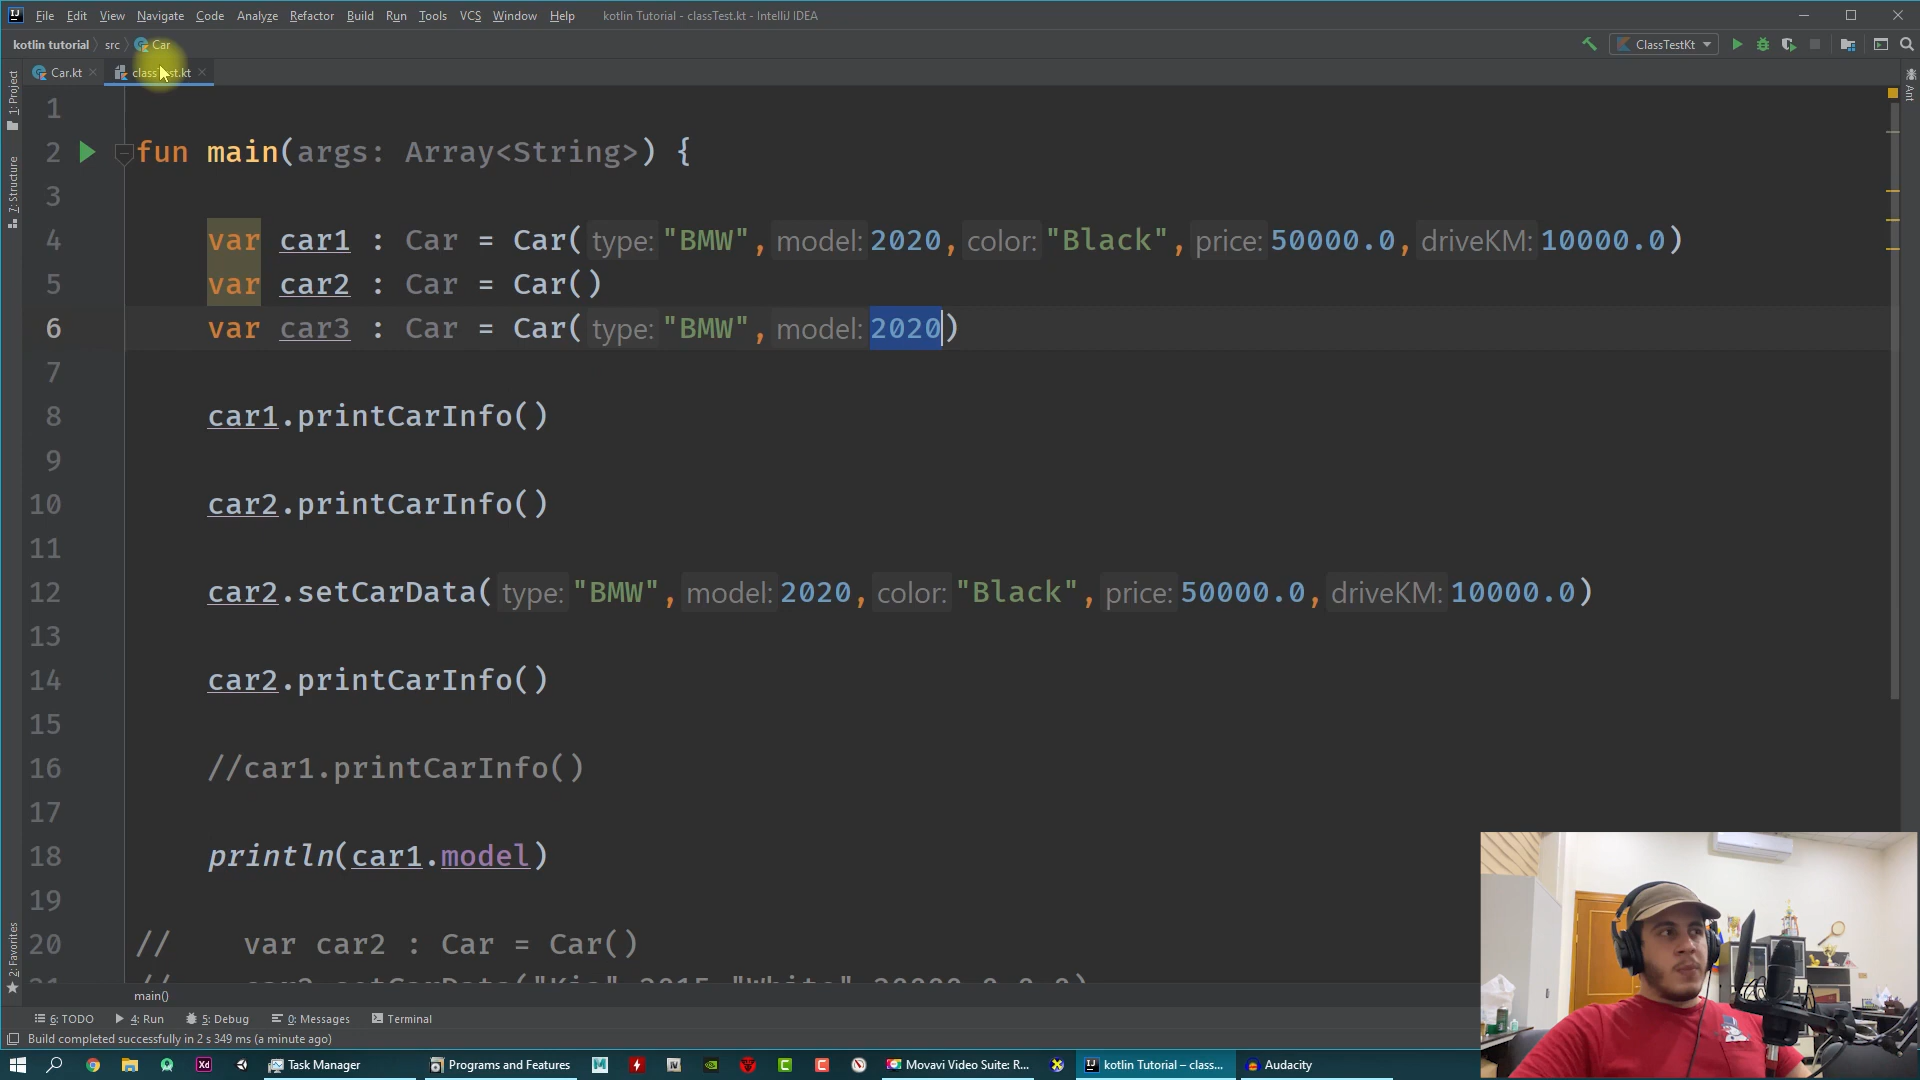 File Edit View Navigate Code Analyze Refactor Build Run Tools VCS Window Help kotlin Tutorial - classTest.kt - IntelliJ IDEA
kotlin tutorial src Car ClassTestKt
Car.kt classTest.kt
1: Project
7: Structure
2: Favorites
Ant
1
2 fun main(args: Array<String>) {
3
4 var car1 : Car = Car( type: "BMW", model: 2020, color: "Black", price: 50000.0, driveKM: 10000.0)
5 var car2 : Car = Car()
6 var car3 : Car = Car( type: "BMW", model: 2020)
7
8 car1.printCarInfo()
9
10 car2.printCarInfo()
11
12 car2.setCarData( type: "BMW", model: 2020, color: "Black", price: 50000.0, driveKM: 10000.0)
13
14 car2.printCarInfo()
15
16 //car1.printCarInfo()
17
18 println(car1.model)
19
20 // var car2 : Car = Car()
main()
6: TODO 4: Run 5: Debug 0: Messages Terminal
Build completed successfully in 2 s 349 ms (a minute ago)
Task Manager Programs and Features Movavi Video Suite: R... kotlin Tutorial – class... Audacity